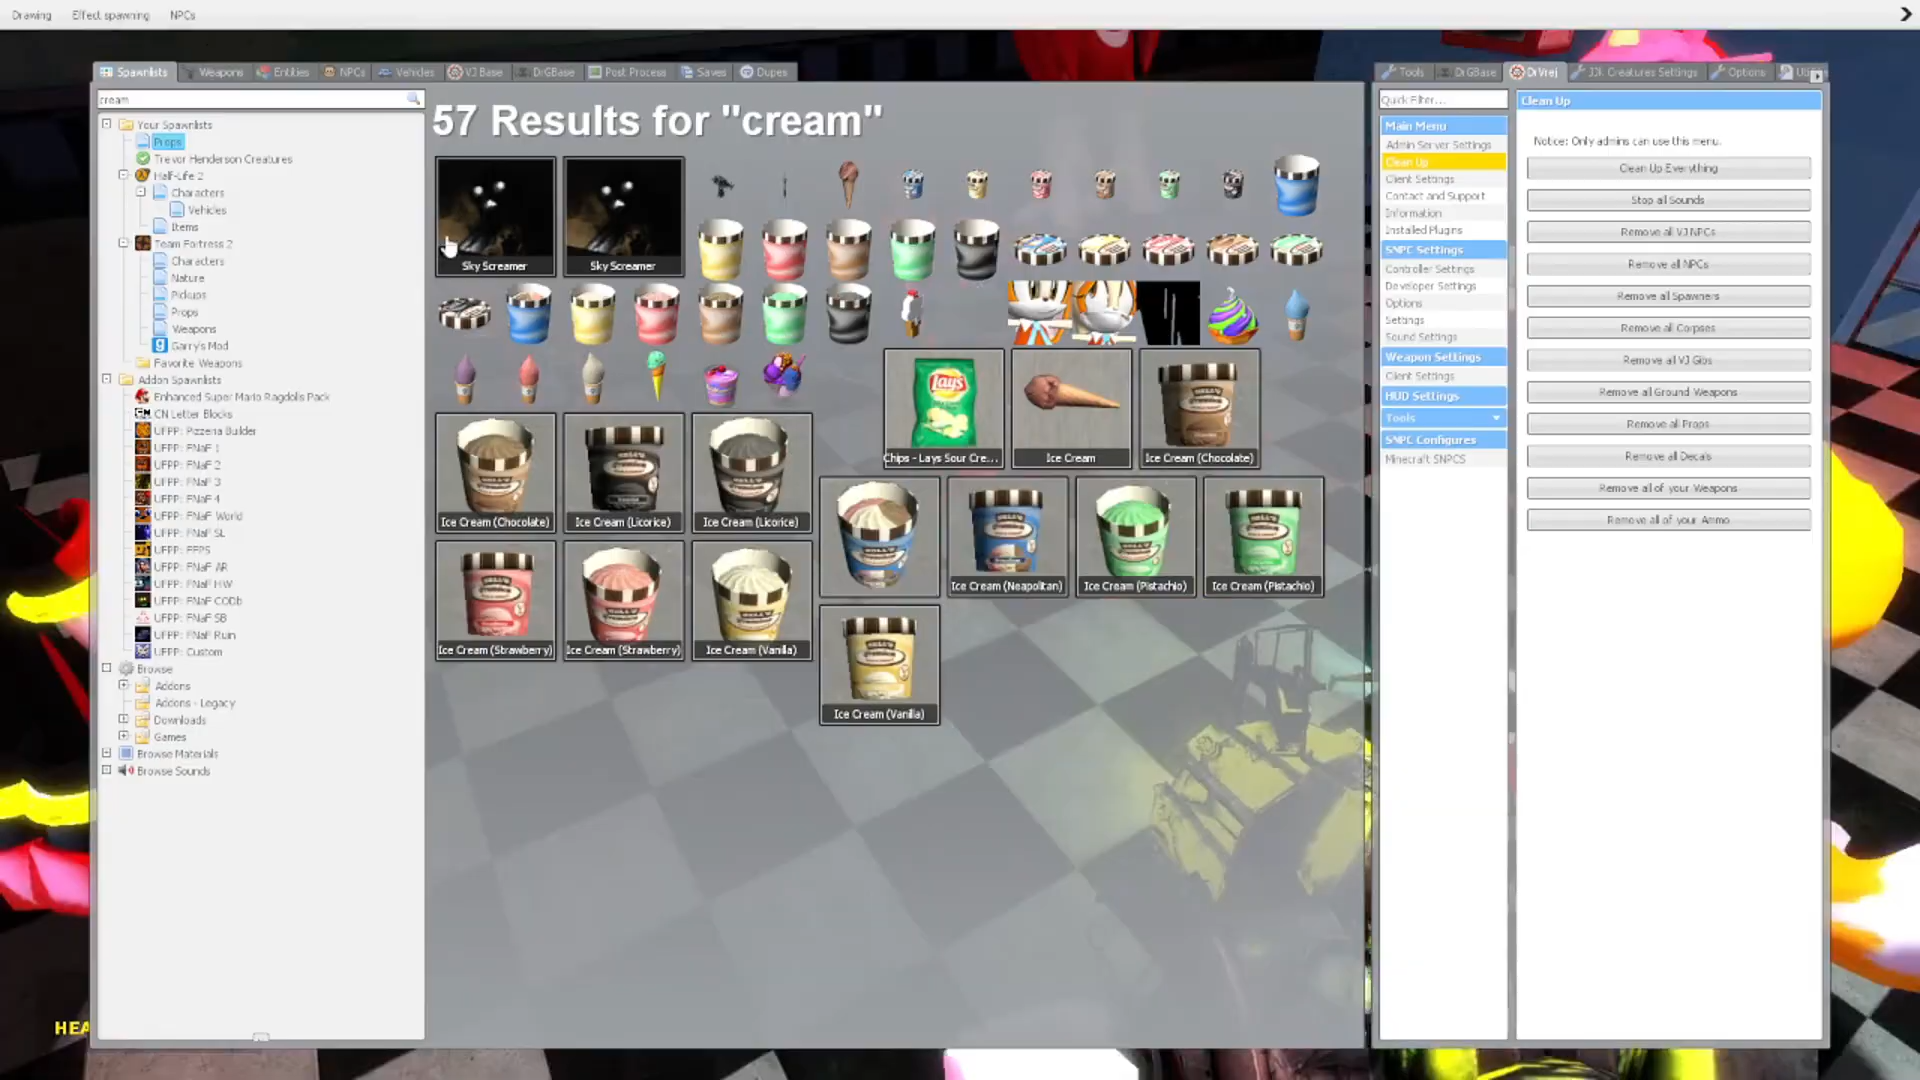 Drawing Effect spawning NPCs
Spawnlists Weapons Entities NPCs Vehicles VJ Base DrGBase Post Process Saves Dupes
cream
Your Spawnlists
Props
Trevor Henderson Creatures
Half-Life 2
Characters
Vehicles
Items
Team Fortress 2
Characters
Nature
Pickups
Props
Weapons
Garry's Mod
Favorite Weapons
Addon Spawnlists
Enhanced Super Mario Ragdolls Pack
CN Letter Blocks
UFPP: Pizzeria Builder
UFPP: FNaF 1
UFPP: FNaF 2
UFPP: FNaF 3
UFPP: FNaF 4
UFPP: FNaF World
UFPP: FNaF SL
UFPP: FFPS
UFPP: FNaF AR
UFPP: FNaF HW
UFPP: FNaF CODb
UFPP: FNaF SB
UFPP: FNaF Ruin
UFPP: Custom
Browse
Addons
Addons - Legacy
Downloads
Games
Browse Materials
Browse Sounds
HEA
57 Results for "cream"
Sky Screamer Sky Screamer
Lays
Chips - Lays Sour Cre... Ice Cream Ice Cream (Chocolate)
Ice Cream (Chocolate) Ice Cream (Licorice) Ice Cream (Licorice)
Ice Cream (Neapolitan) Ice Cream (Pistachio) Ice Cream (Pistachio)
Ice Cream (Strawberry) Ice Cream (Strawberry) Ice Cream (Vanilla)
Ice Cream (Vanilla)
Tools DrGBase DrVrej JJK Creatures Settings Options
Quick Filter...
Main Menu
Admin Server Settings
Clean Up
Client Settings
Contact and Support
Information
Installed Plugins
SNPC Settings
Controller Settings
Developer Settings
Options
Settings
Sound Settings
Weapon Settings
Client Settings
HUD Settings
Tools
SNPC Configures
Minecraft SNPCS
Clean Up
Notice: Only admins can use this menu.
Clean Up Everything
Stop all Sounds
Remove all VJ NPCs
Remove all NPCs
Remove all Spawners
Remove all Corpses
Remove all VJ Gibs
Remove all Ground Weapons
Remove all Props
Remove all Decals
Remove all of your Weapons
Remove all of your Ammo